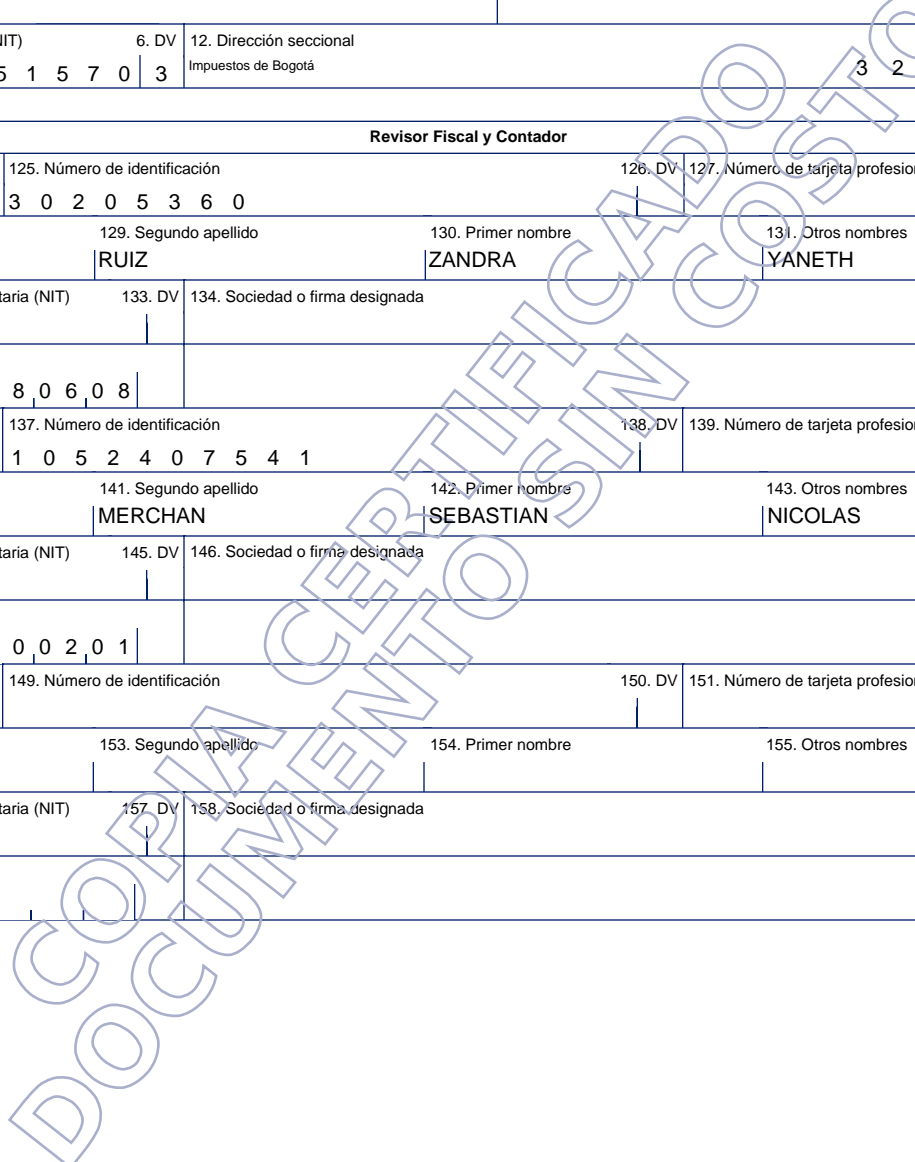 IT) 6. DV 12. Dirección seccional
5 1 5 7 0 3 Impuestos de Bogotá 3 2
Revisor Fiscal y Contador
125. Número de identificación 126. DV 127. Número de tarjeta profesion
3 0 2 0 5 3 6 0
129. Segundo apellido 130. Primer nombre 131. Otros nombres
RUIZ ZANDRA YANETH
taria (NIT) 133. DV 134. Sociedad o firma designada
8 0 6 0 8
137. Número de identificación 138. DV 139. Número de tarjeta profesion
1 0 5 2 4 0 7 5 4 1
141. Segundo apellido 142. Primer nombre 143. Otros nombres
MERCHAN SEBASTIAN NICOLAS
taria (NIT) 145. DV 146. Sociedad o firma designada
0 0 2 0 1
149. Número de identificación 150. DV 151. Número de tarjeta profesion
153. Segundo apellido 154. Primer nombre 155. Otros nombres
taria (NIT) 157. DV 158. Sociedad o firma designada
COPIA CERTIFICADO
DOCUMENTO SIN COSTO